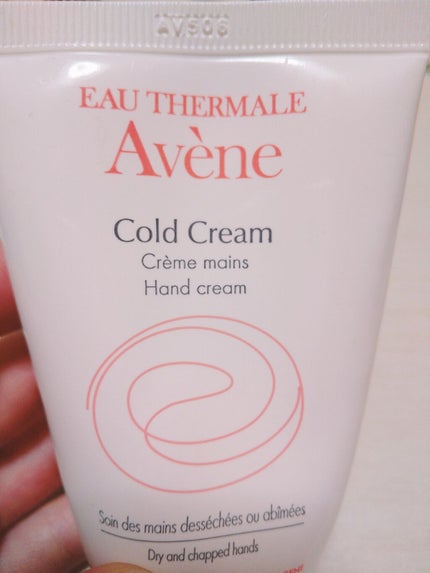 EAU THERMALE
Avène
Cold Cream
Crème mains
Hand cream
Soin des mains desséchées ou abîmées
Dry and chapped hands